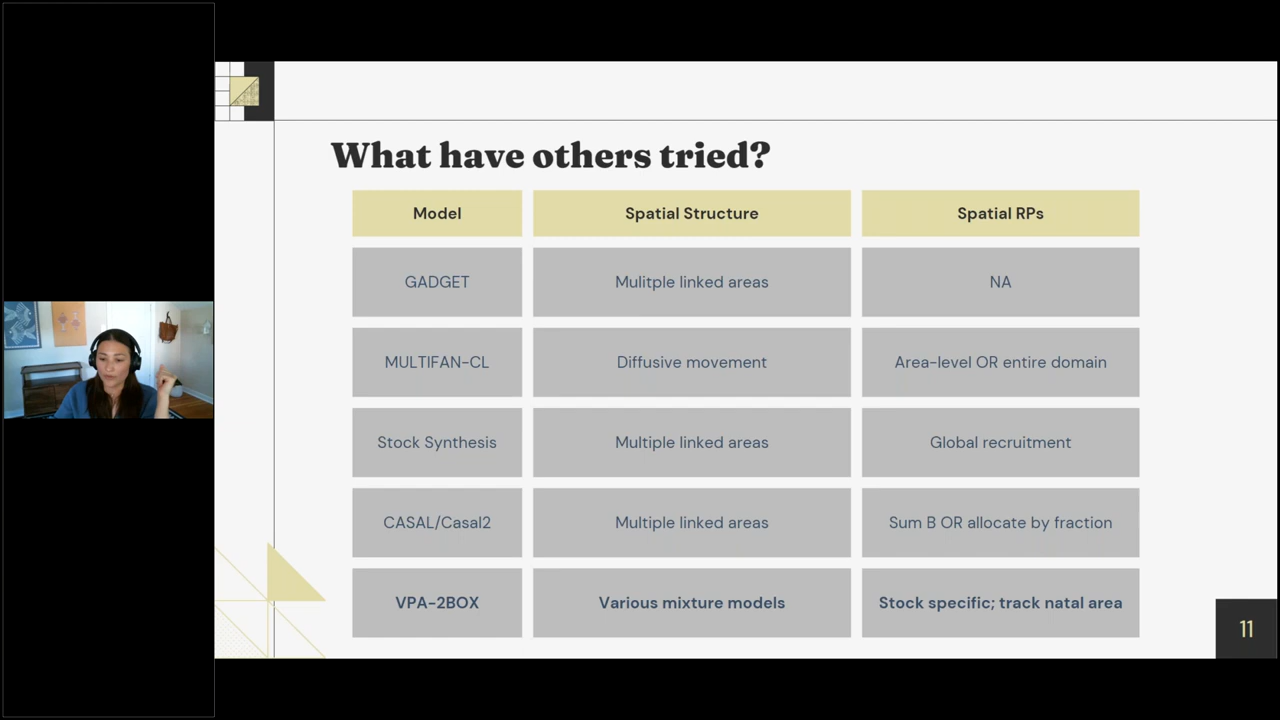 What have others tried?
Model Spatial Structure Spatial RPs
GADGET Mulitple linked areas NA
MULTIFAN-CL Diffusive movement Area-level OR entire domain
Stock Synthesis Multiple linked areas Global recruitment
CASAL/Casal2 Multiple linked areas Sum B OR allocate by fraction
VPA-2BOX Various mixture models Stock specific; track natal area
11